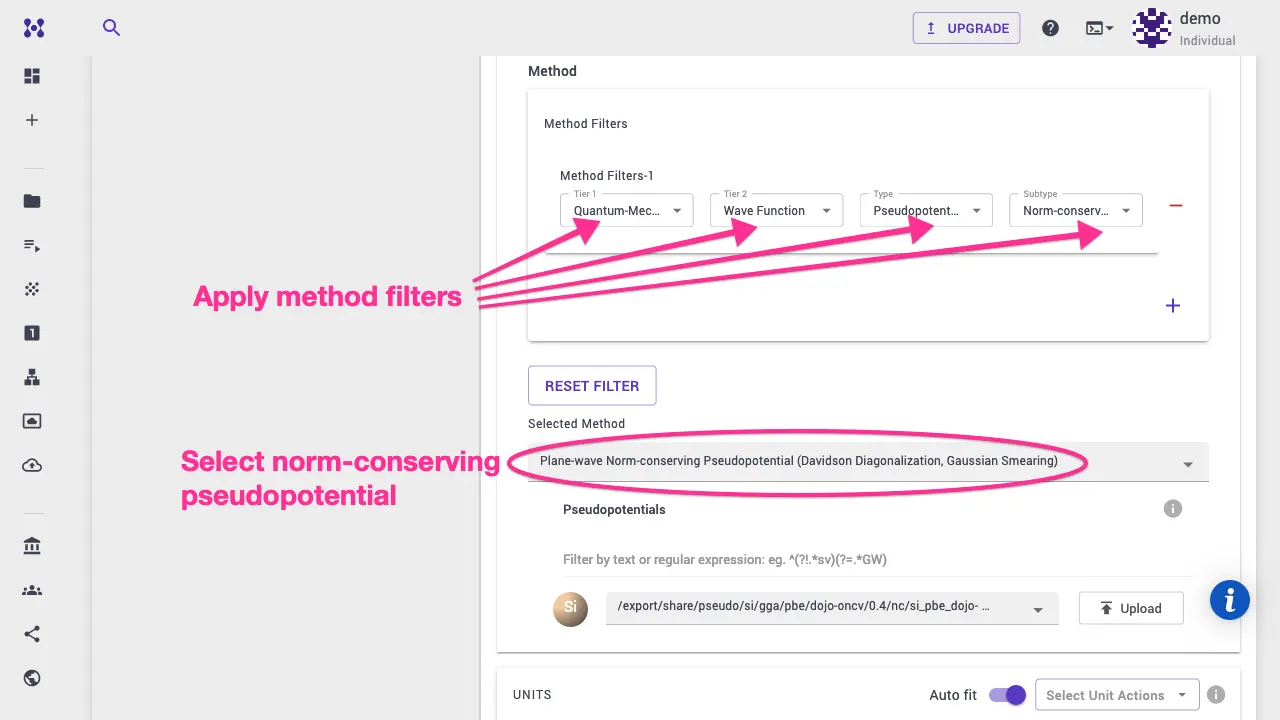 UPGRADE
demo
Individual
Method
Method Filters
Method Filters-1
Tier 1
Tier 2
Type
Subtype
Quantum-Mec...
Wave Function
Pseudopotent...
Norm-conserv...
Apply method filters
RESET FILTER
Selected Method
Select norm-conserving
pseudopotential
Plane-wave Norm-conserving Pseudopotential (Davidson Diagonalization, Gaussian Smearing)
Pseudopotentials
Filter by text or regular expression: eg. ^(?!.*sv)(?=.*GW)
Si
/export/share/pseudo/si/gga/pbe/dojo-oncv/0.4/nc/si_pbe_dojo- ...
Upload
UNITS
Auto fit
Select Unit Actions